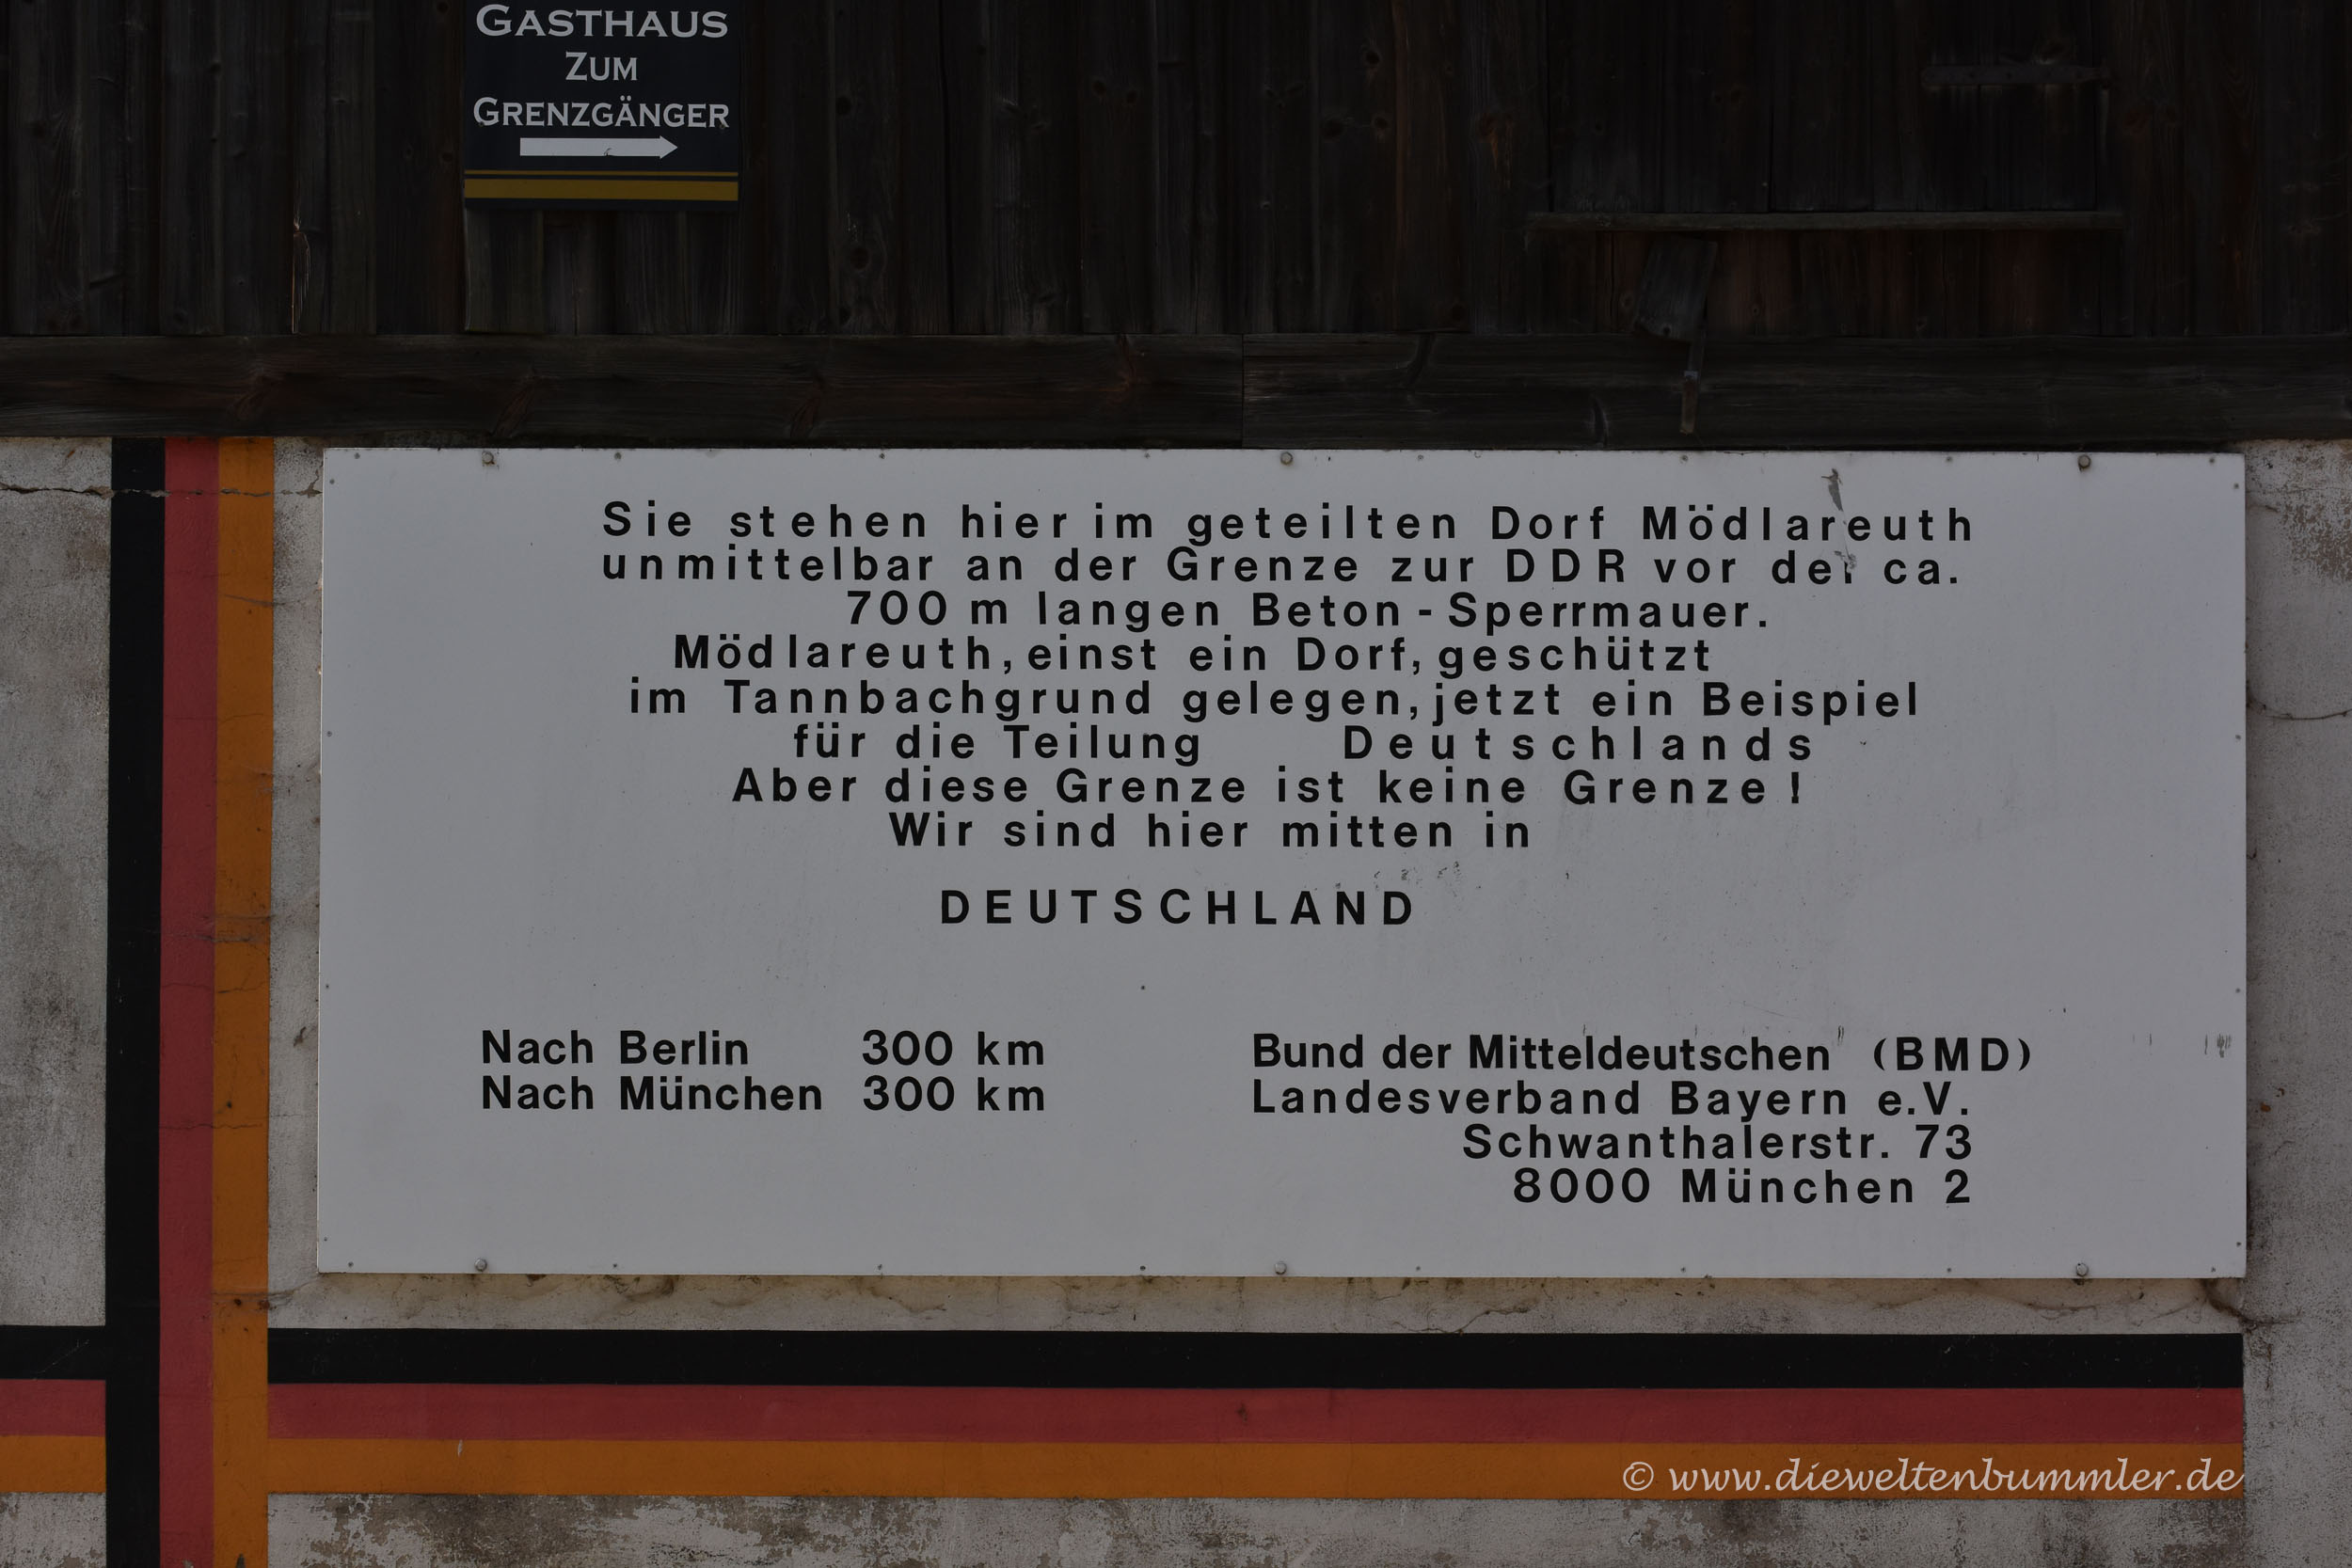 GASTHAUS
ZUM
GRENZGÄNGER
Sie stehen hier im geteilten Dorf Mödlareuth
unmittelbar an der Grenze zur DDR vor der ca.
700 m langen Beton-Sperrmauer.
Mödlareuth, einst ein Dorf, geschützt
im Tannbachgrund gelegen, jetzt ein Beispiel
für die Teilung Deutschlands
Aber diese Grenze ist keine Grenze!
Wir sind hier mitten in
DEUTSCHLAND
Nach Berlin 300 km
Nach München 300 km
Bund der Mitteldeutschen (BMD)
Landesverband Bayern e.V.
Schwanthalerstr. 73
8000 München 2
© www.dieweltenbummler.de